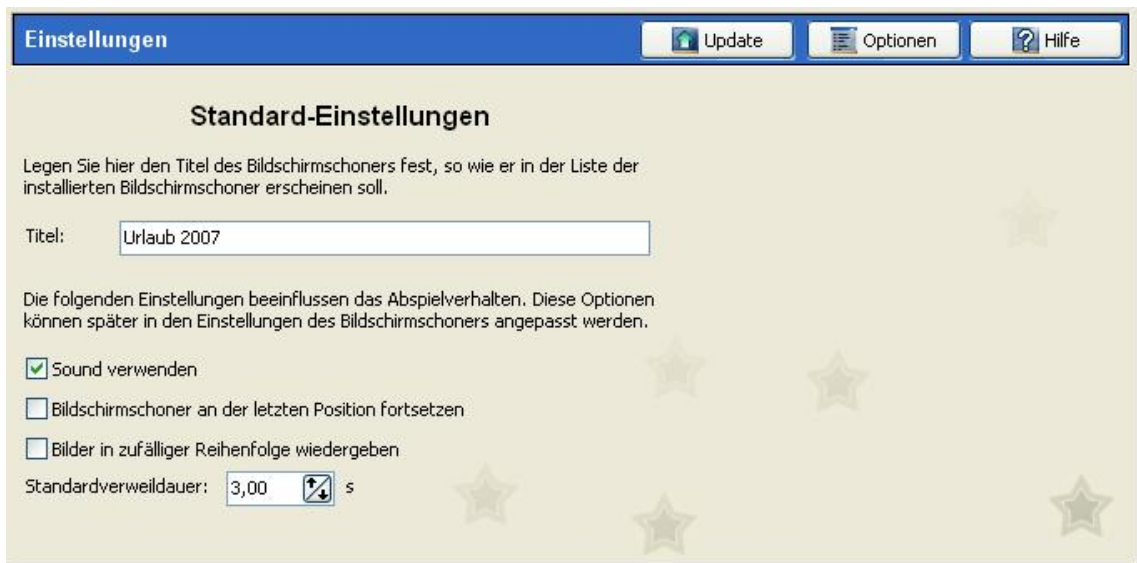 Einstellungen
Update
Optionen
Hilfe
Standard-Einstellungen
Legen Sie hier den Titel des Bildschirmschoners fest, so wie er in der Liste der
installierten Bildschirmschoner erscheinen soll.
Titel: Urlaub 2007
Die folgenden Einstellungen beeinflussen das Abspielverhalten. Diese Optionen
können später in den Einstellungen des Bildschirmschoners angepasst werden.
Sound verwenden
Bildschirmschoner an der letzten Position fortsetzen
Bilder in zufälliger Reihenfolge wiedergeben
Standardverweildauer: 3,00 s